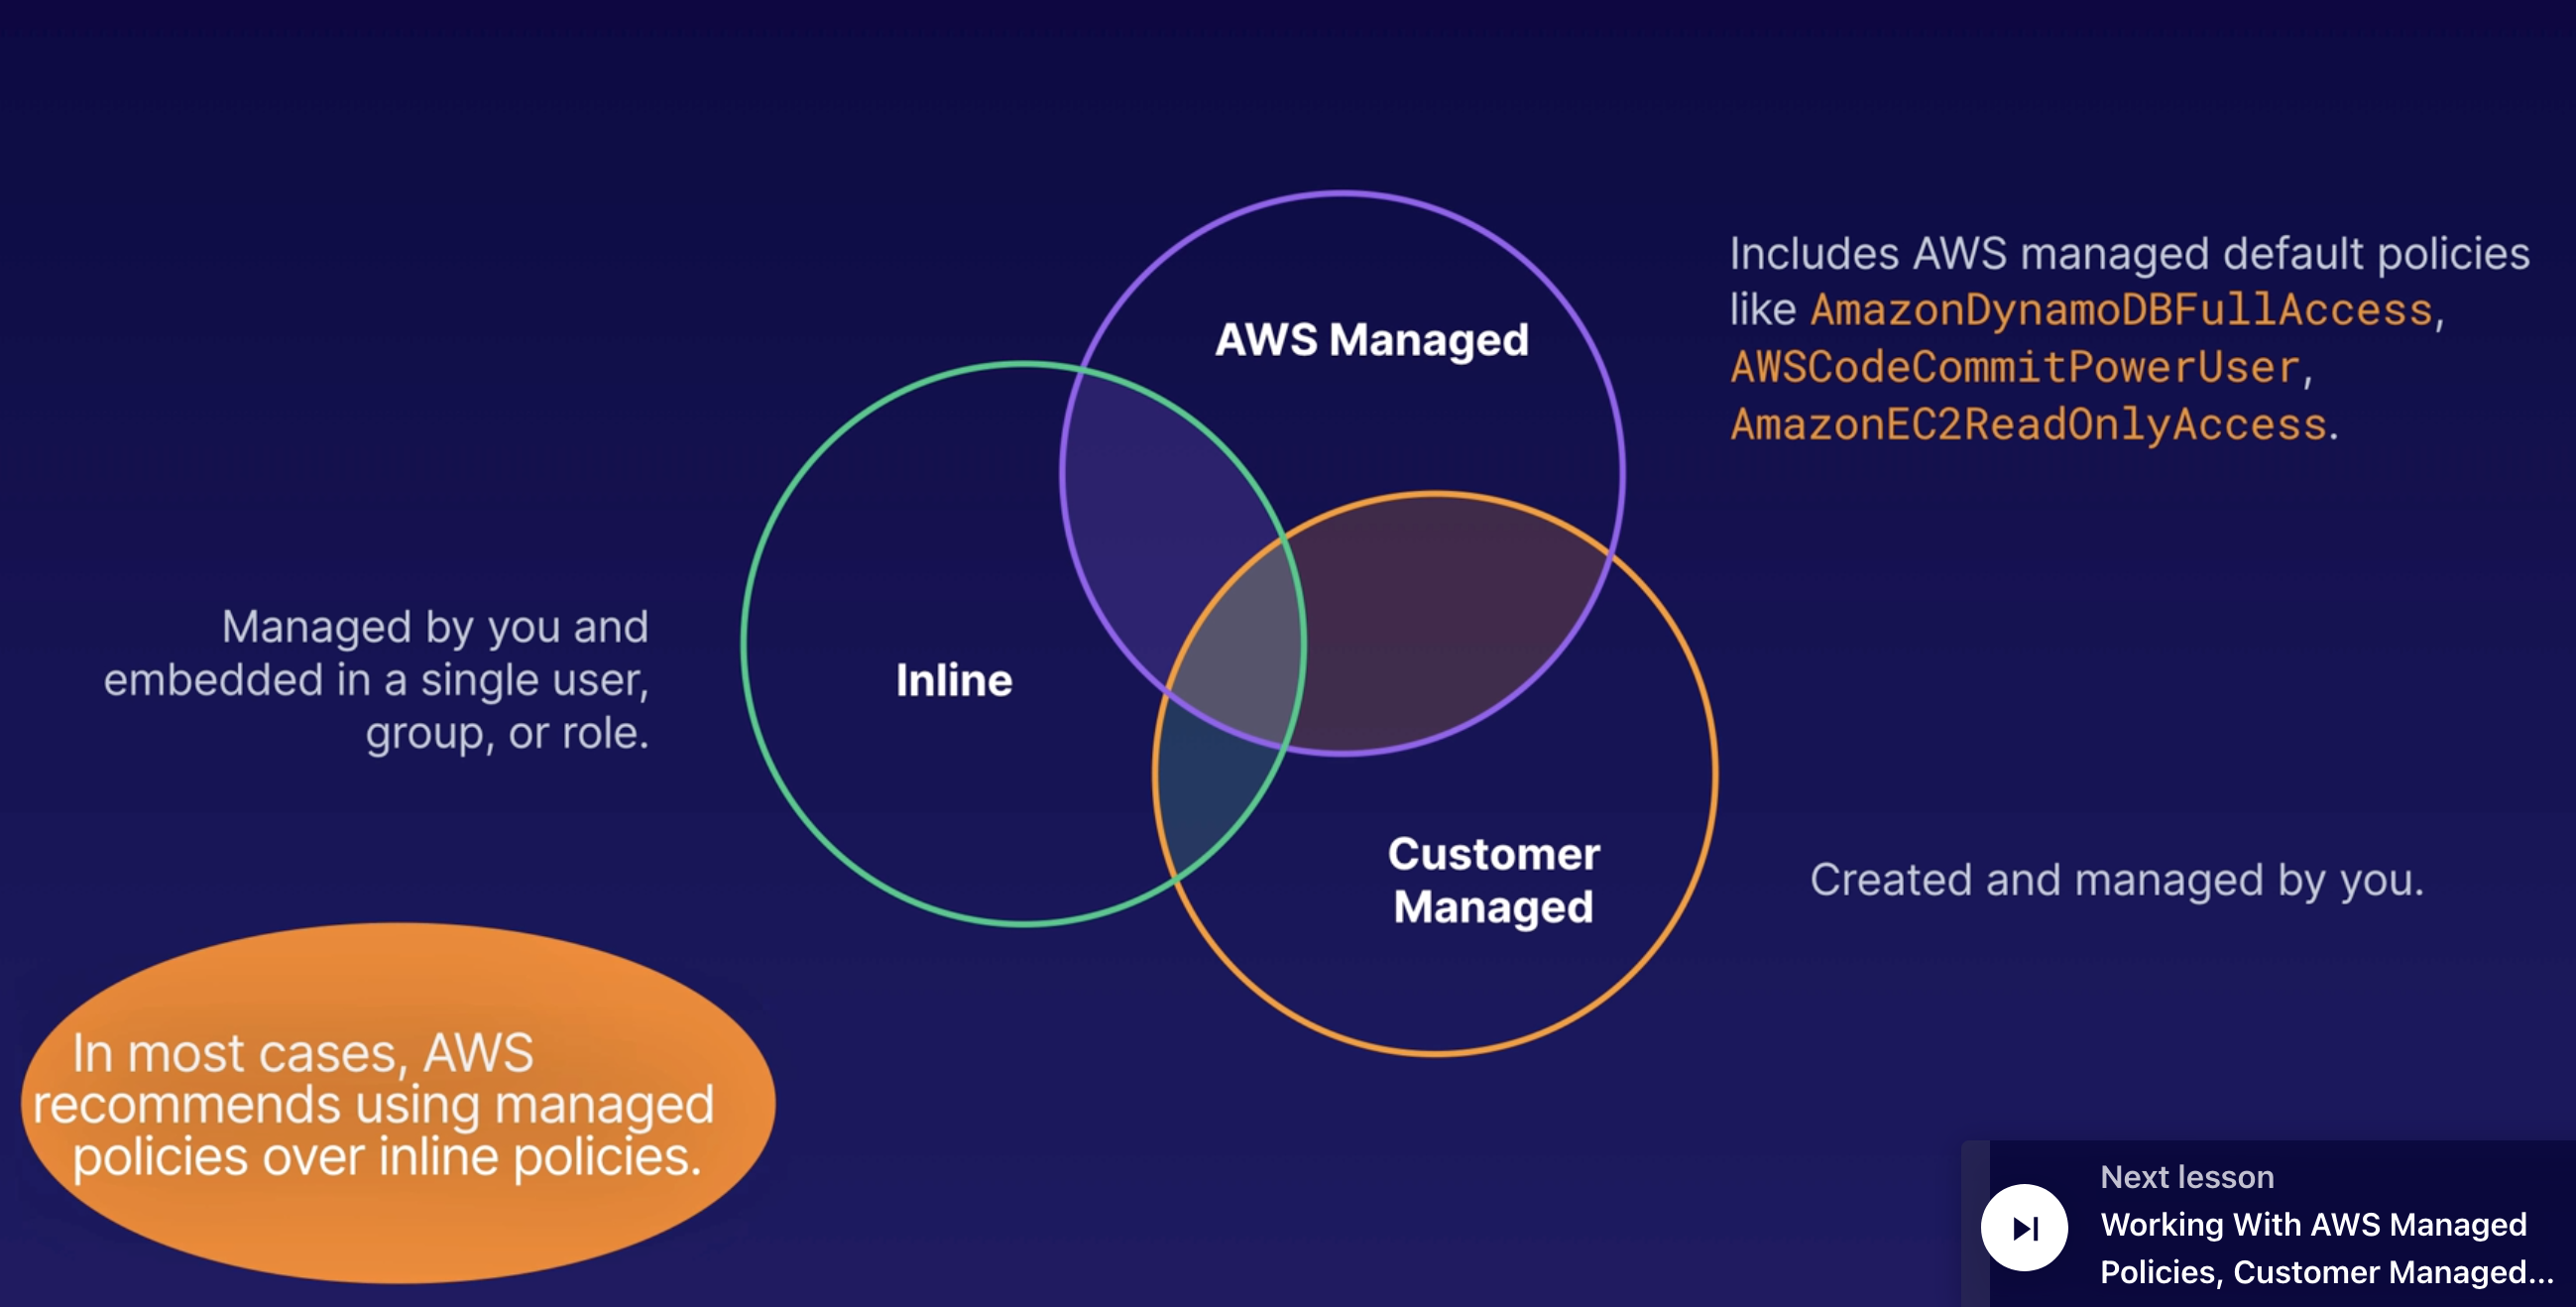 AWS Managed
Includes AWS managed default policies
like AmazonDynamoDBFullAccess,
AWSCodeCommitPowerUser,
AmazonEC2ReadOnlyAccess.
Managed by you and
embedded in a single user,
group, or role.
Inline
Customer
Managed
Created and managed by you.
In most cases, AWS
recommends using managed
policies over inline policies.
Next lesson
Working With AWS Managed
Policies, Customer Managed...